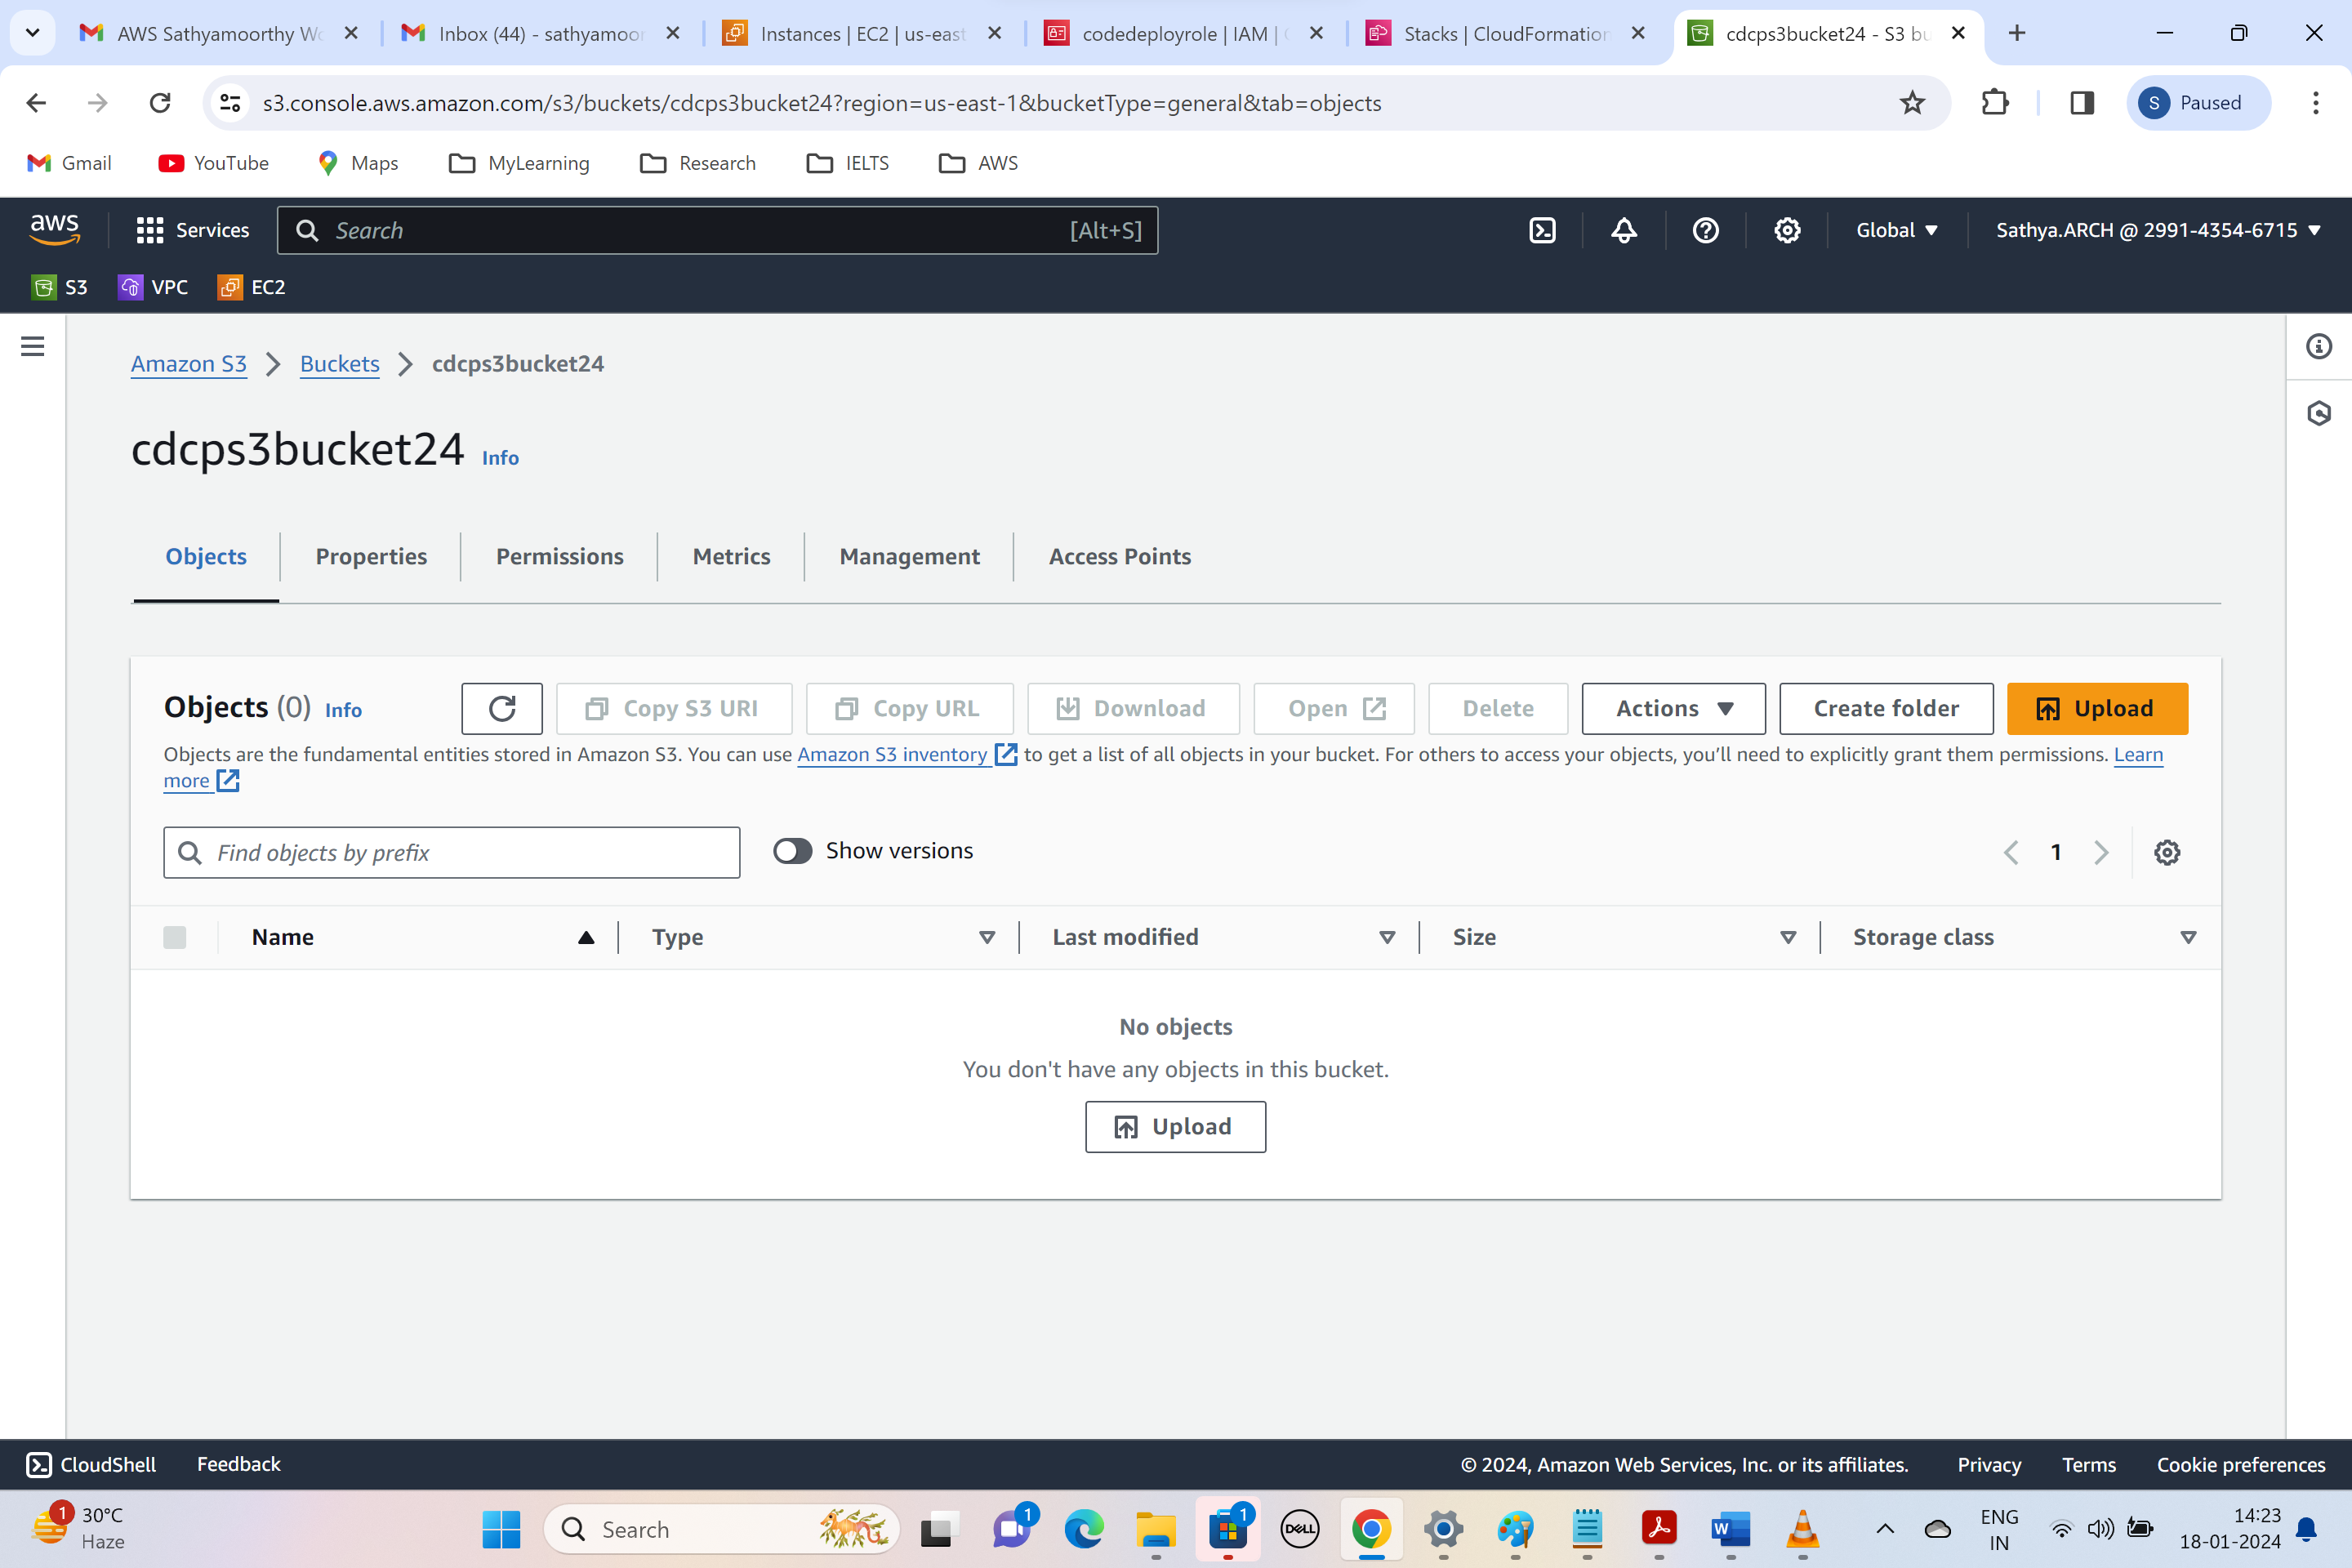 AWS Sathyamoorthy Wo
Inbox (44) - sathyamoor
Instances | EC2 | us-east
codedeployrole | IAM | G
Stacks | CloudFormation
cdcps3bucket24 - S3 bu
s3.console.aws.amazon.com/s3/buckets/cdcps3bucket24?region=us-east-1&bucketType=general&tab=objects
S Paused
Gmail YouTube Maps MyLearning Research IELTS AWS
aws Services Search [Alt+S] Global Sathya.ARCH @ 2991-4354-6715
S3 VPC EC2
Amazon S3 Buckets cdcps3bucket24
cdcps3bucket24 Info
Objects Properties Permissions Metrics Management Access Points
Objects (0) Info Copy S3 URI Copy URL Download Open Delete Actions Create folder Upload
Objects are the fundamental entities stored in Amazon S3. You can use Amazon S3 inventory to get a list of all objects in your bucket. For others to access your objects, you’ll need to explicitly grant them permissions. Learn
more
Find objects by prefix Show versions 1
Name Type Last modified Size Storage class
No objects
You don't have any objects in this bucket.
Upload
CloudShell Feedback © 2024, Amazon Web Services, Inc. or its affiliates. Privacy Terms Cookie preferences
1 30°C
Haze
Search
1
1
DELL
W
ENG
IN
14:23
18-01-2024